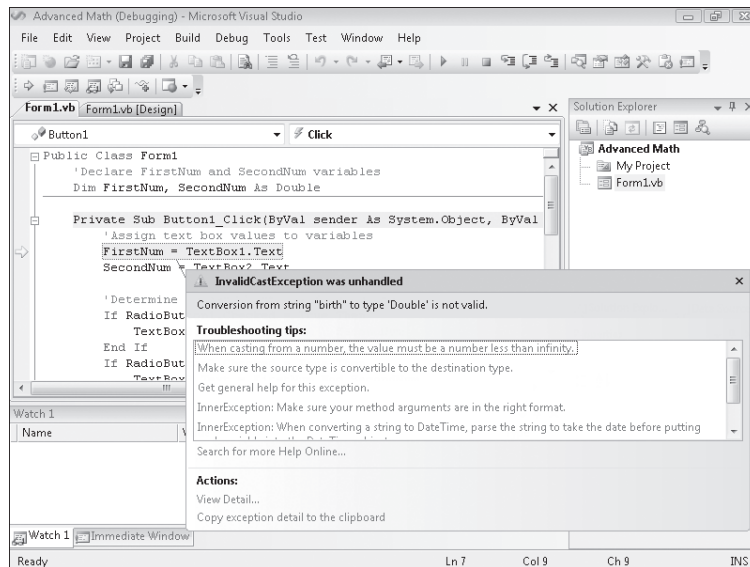 Advanced Math (Debugging) - Microsoft Visual Studio
File Edit View Project Build Debug Tools Test Window Help
Form1.vb Form1.vb [Design]
Button1
Click
Public Class Form1
'Declare FirstNum and SecondNum variables
Dim FirstNum, SecondNum As Double
Private Sub Button1_Click(ByVal sender As System.Object, ByVal
'Assign text box values to variables
FirstNum = TextBox1.Text
SecondNum = TextBox2.Text
'Determine
If RadioBut
TextBox
End If
If RadioBut
TextBox
Solution Explorer
Advanced Math
My Project
Form1.vb
InvalidCastException was unhandled
Conversion from string "birth" to type 'Double' is not valid.
Troubleshooting tips:
When casting from a number, the value must be a number less than infinity.
Make sure the source type is convertible to the destination type.
Get general help for this exception.
InnerException: Make sure your method arguments are in the right format.
InnerException: When converting a string to DateTime, parse the string to take the date before putting
Search for more Help Online...
Actions:
View Detail...
Copy exception detail to the clipboard
Watch 1
Name
Watch 1 Immediate Window
Ready Ln 7 Col 9 Ch 9 INS